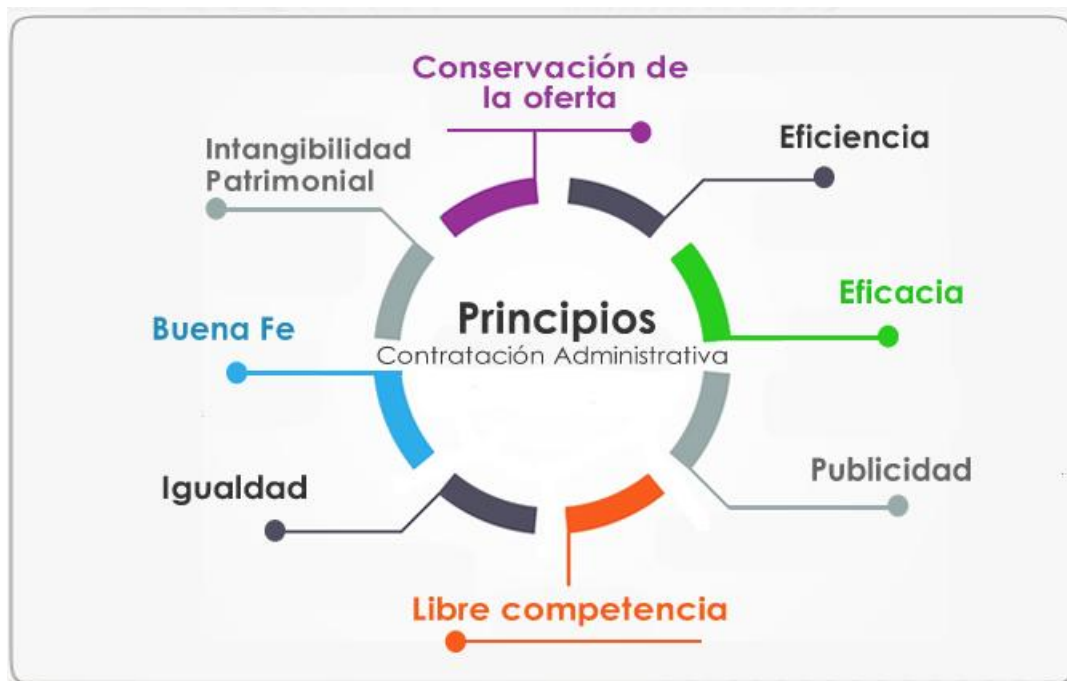 Conservación de
la oferta
Eficiencia
Intangibilidad
Patrimonial
Eficacia
Principios
Contratación Administrativa
Buena Fe
Publicidad
Igualdad
Libre competencia